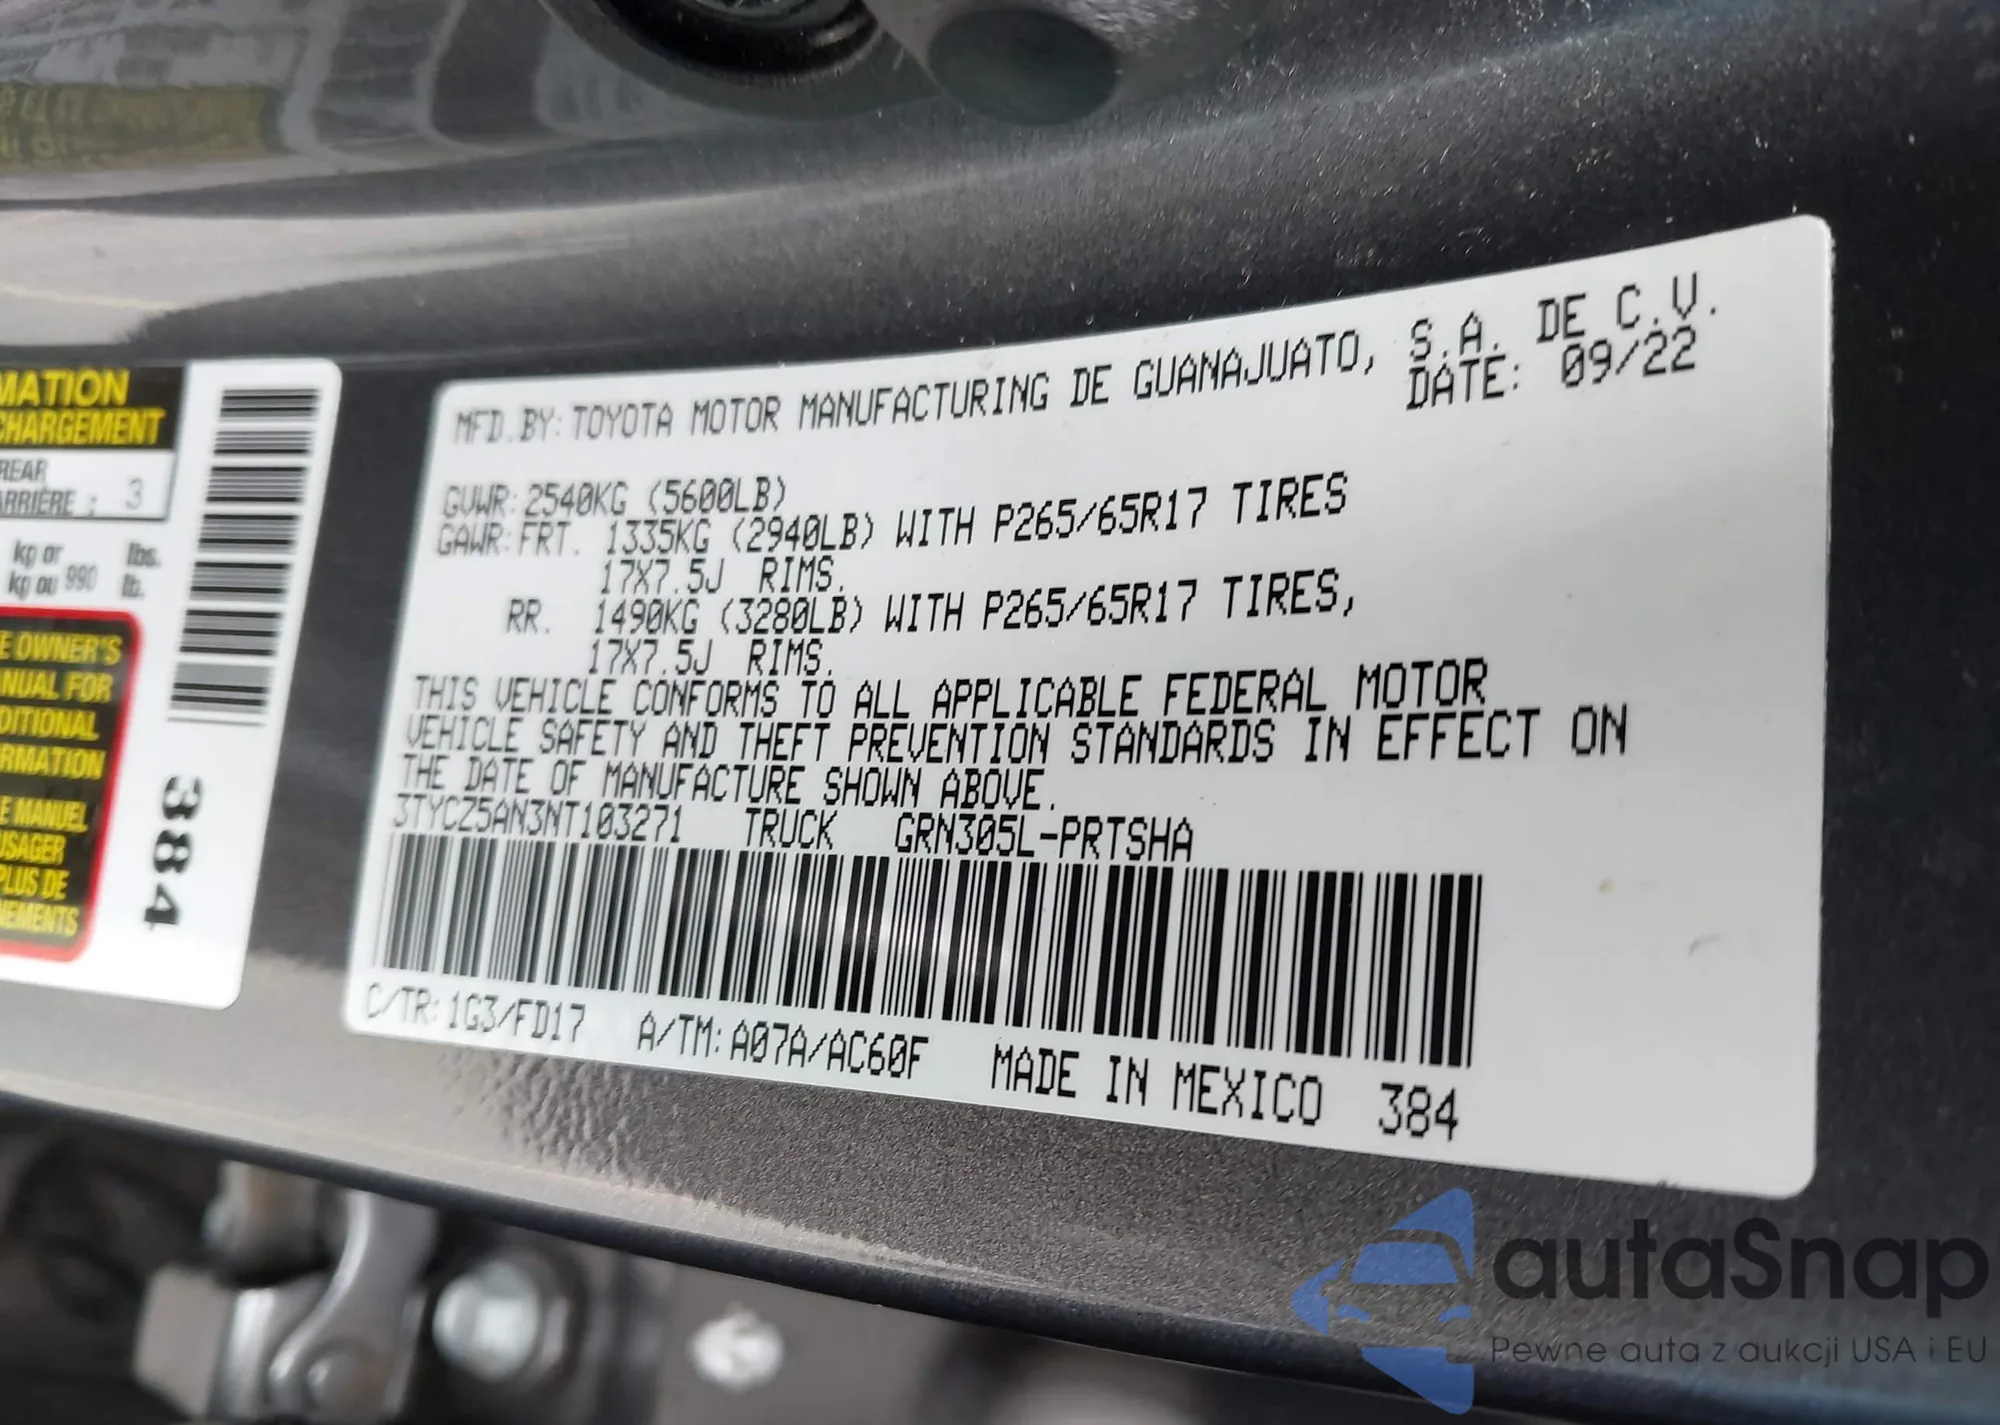 MATION
CHARGEMENT
REAR
ARRIÈRE : 3
kg or lbs.
kg ou 990 lb.
E OWNER'S
NUAL FOR
DITIONAL
RMATION
E MANUEL
USAGER
PLUS DE
NEMENTS
384
MFD.BY: TOYOTA MOTOR MANUFACTURING DE GUANAJUATO, S.A. DE C.V.
DATE: 09/22
GVWR: 2540KG (5600LB)
GAWR: FRT. 1335KG (2940LB) WITH P265/65R17 TIRES
17X7.5J RIMS.
RR. 1490KG (3280LB) WITH P265/65R17 TIRES,
17X7.5J RIMS.
THIS VEHICLE CONFORMS TO ALL APPLICABLE FEDERAL MOTOR
VEHICLE SAFETY AND THEFT PREVENTION STANDARDS IN EFFECT ON
THE DATE OF MANUFACTURE SHOWN ABOVE.
3TYCZ5AN3NT103271 TRUCK GRN305L-PRTSHA
C/TR: 1G3/FD17 A/TM: A07A/AC60F MADE IN MEXICO 384
autaSnap
Pewne auta z aukcji USA i EU